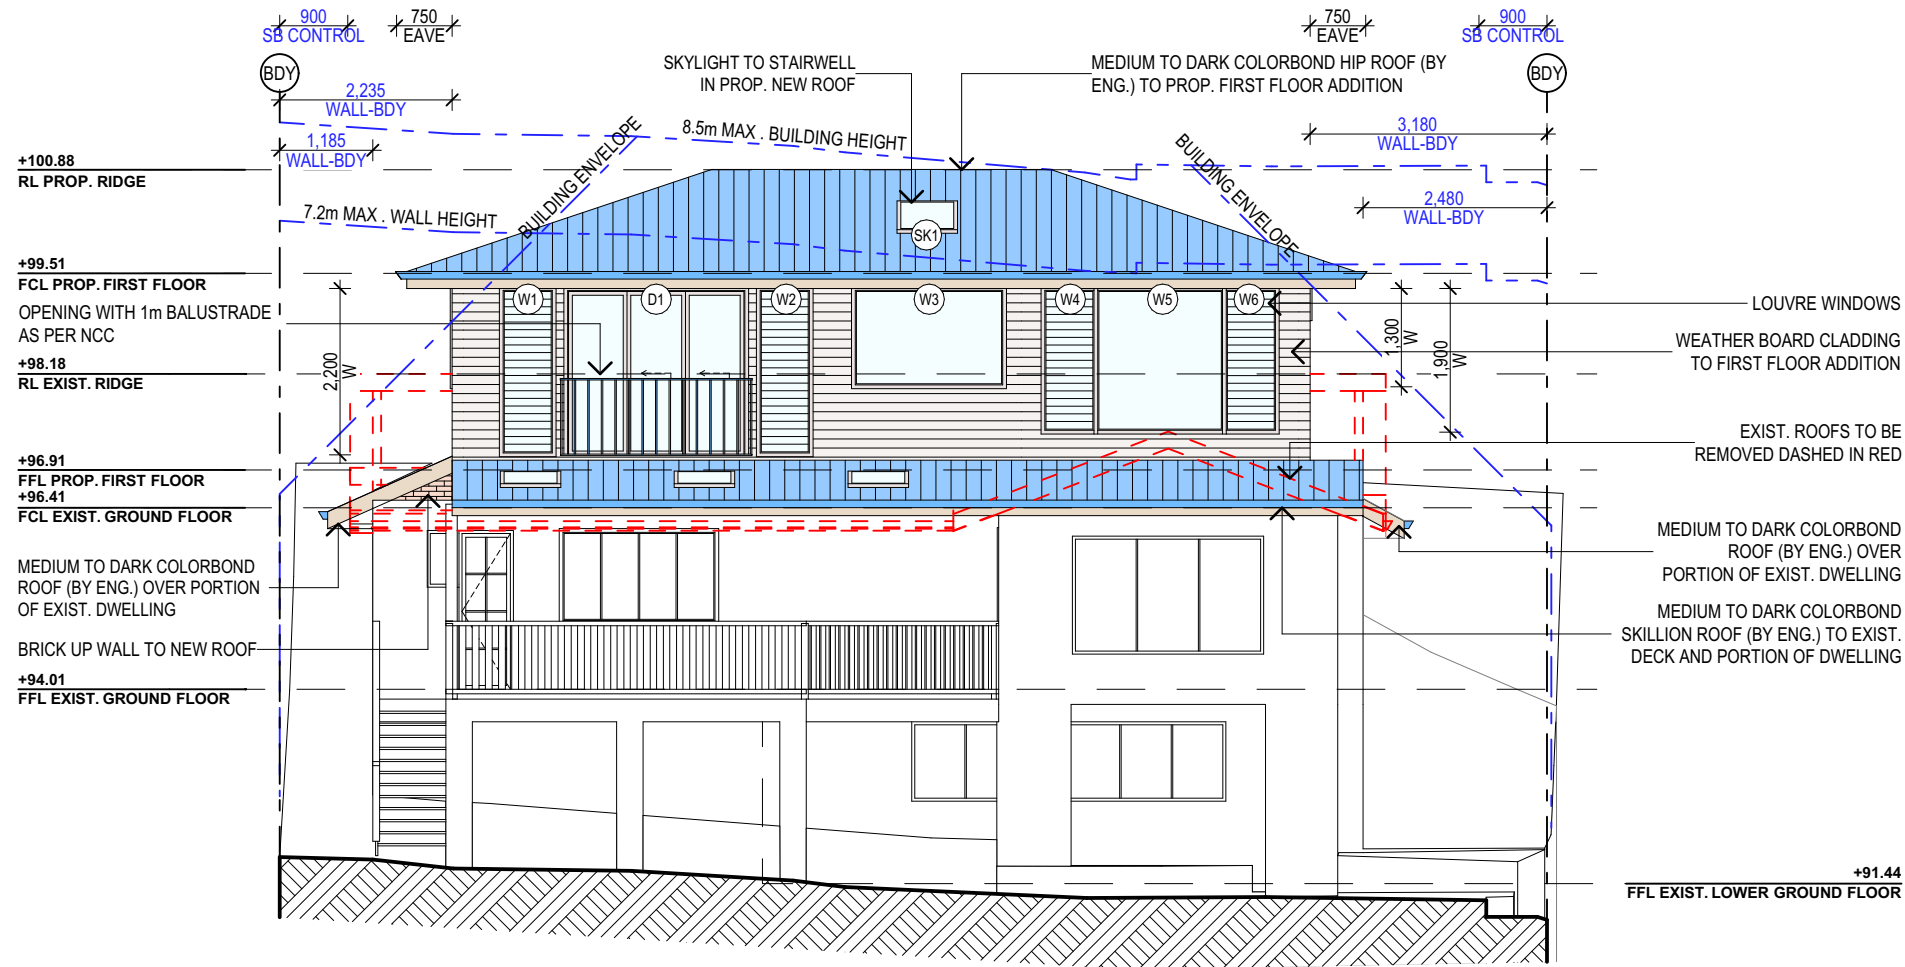 900
SB CONTROL
750
EAVE
750
EAVE
900
SB CONTROL
BDY
BDY
SKYLIGHT TO STAIRWELL
IN PROP. NEW ROOF
MEDIUM TO DARK COLORBOND HIP ROOF (BY
ENG.) TO PROP. FIRST FLOOR ADDITION
2,235
WALL-BDY
1,185
WALL-BDY
8.5m MAX . BUILDING HEIGHT
BUILDING ENVELOPE
BUILDING ENVELOPE
3,180
WALL-BDY
2,480
WALL-BDY
7.2m MAX . WALL HEIGHT
+100.88
RL PROP. RIDGE
SK1
+99.51
FCL PROP. FIRST FLOOR
OPENING WITH 1m BALUSTRADE
AS PER NCC
+98.18
RL EXIST. RIDGE
2,200
W
W1
D1
W2
W3
W4
W5
W6
1,300
W
1,900
W
LOUVRE WINDOWS
WEATHER BOARD CLADDING
TO FIRST FLOOR ADDITION
EXIST. ROOFS TO BE
REMOVED DASHED IN RED
+96.91
FFL PROP. FIRST FLOOR
+96.41
FCL EXIST. GROUND FLOOR
MEDIUM TO DARK COLORBOND
ROOF (BY ENG.) OVER PORTION
OF EXIST. DWELLING
BRICK UP WALL TO NEW ROOF
+94.01
FFL EXIST. GROUND FLOOR
MEDIUM TO DARK COLORBOND
ROOF (BY ENG.) OVER
PORTION OF EXIST. DWELLING
MEDIUM TO DARK COLORBOND
SKILLION ROOF (BY ENG.) TO EXIST.
DECK AND PORTION OF DWELLING
+91.44
FFL EXIST. LOWER GROUND FLOOR